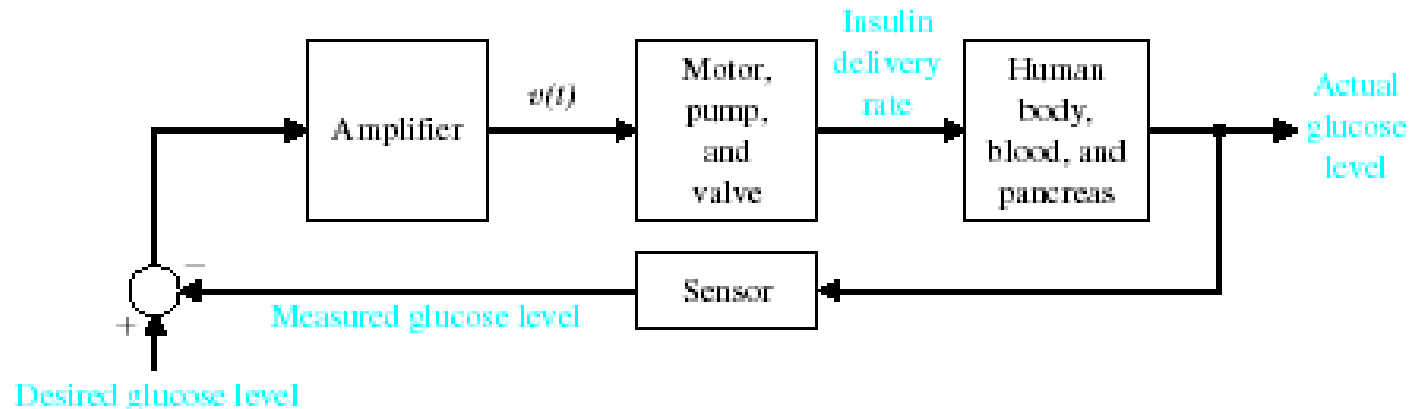 Insulin
delivery
rate
Actual
glucose
level
Amplifier
v(t)
Motor,
pump,
and
valve
Human
body,
blood, and
pancreas
−
+
Measured glucose level
Sensor
Desired glucose level